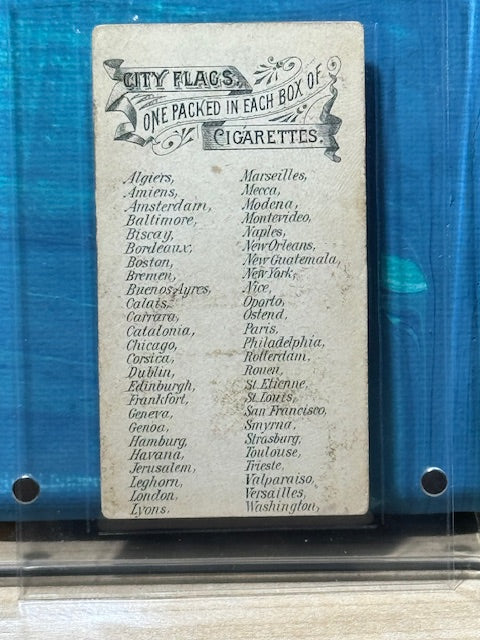 CITY FLAGS,
ONE PACKED IN EACH BOX OF
CIGARETTES.
Algiers,
Amiens,
Amsterdam,
Baltimore,
Biscay,
Bordeaux,
Boston,
Bremen,
Buenos Ayres,
Calais,
Carrara,
Catalonia,
Chicago,
Corsica,
Dublin,
Edinburgh,
Frankfort,
Geneva,
Genoa,
Hamburg,
Havana,
Jerusalem,
Leghorn,
London,
Lyons,
Marseilles,
Mecca,
Modena,
Montevideo,
Naples,
New Orleans,
New Guatemala,
New York,
Nice,
Oporto,
Ostend,
Paris,
Philadelphia,
Rotterdam,
Rouen,
St. Etienne,
St. Louis,
San Francisco,
Smyrna,
Strasburg,
Toulouse,
Trieste,
Valparaiso,
Versailles,
Washington,